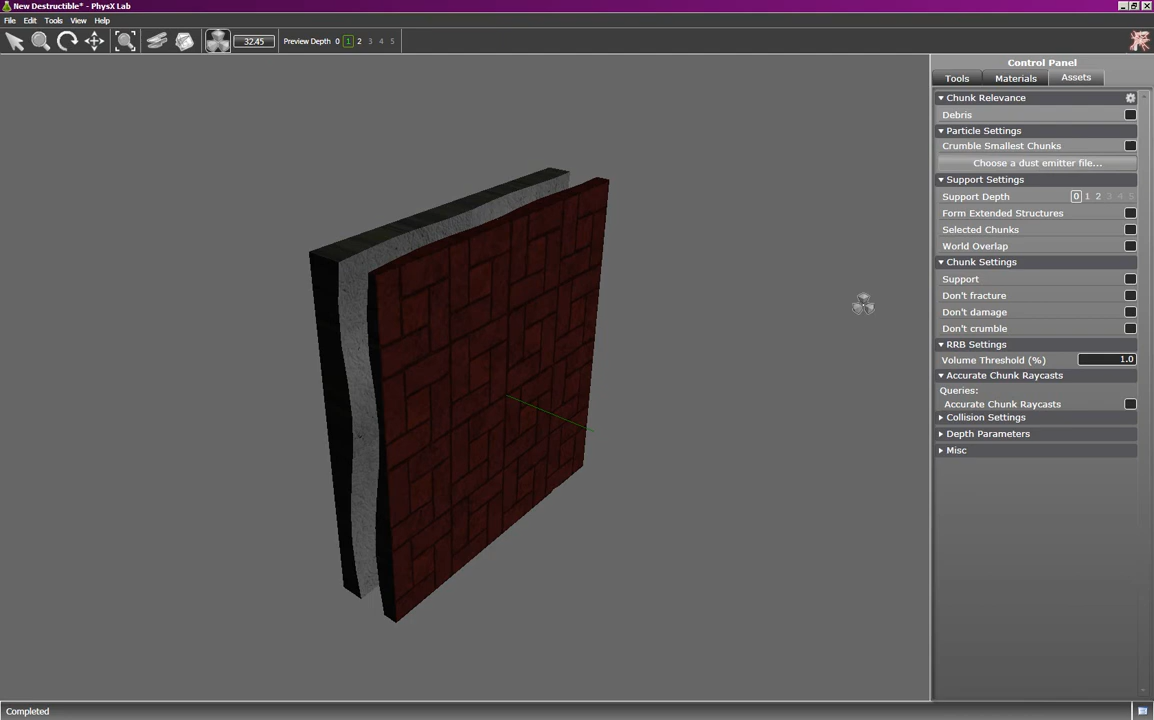 New Destructible* - PhysX Lab
File Edit Tools View Help
32.45 Preview Depth 0 1 2 3 4 5
Control Panel
Tools Materials Assets
Chunk Relevance
Debris
Particle Settings
Crumble Smallest Chunks
Choose a dust emitter file...
Support Settings
Support Depth 0 1 2 3 4 5
Form Extended Structures
Selected Chunks
World Overlap
Chunk Settings
Support
Don't fracture
Don't damage
Don't crumble
RRB Settings
Volume Threshold (%) 1.0
Accurate Chunk Raycasts
Queries:
Accurate Chunk Raycasts
Collision Settings
Depth Parameters
Misc
Completed